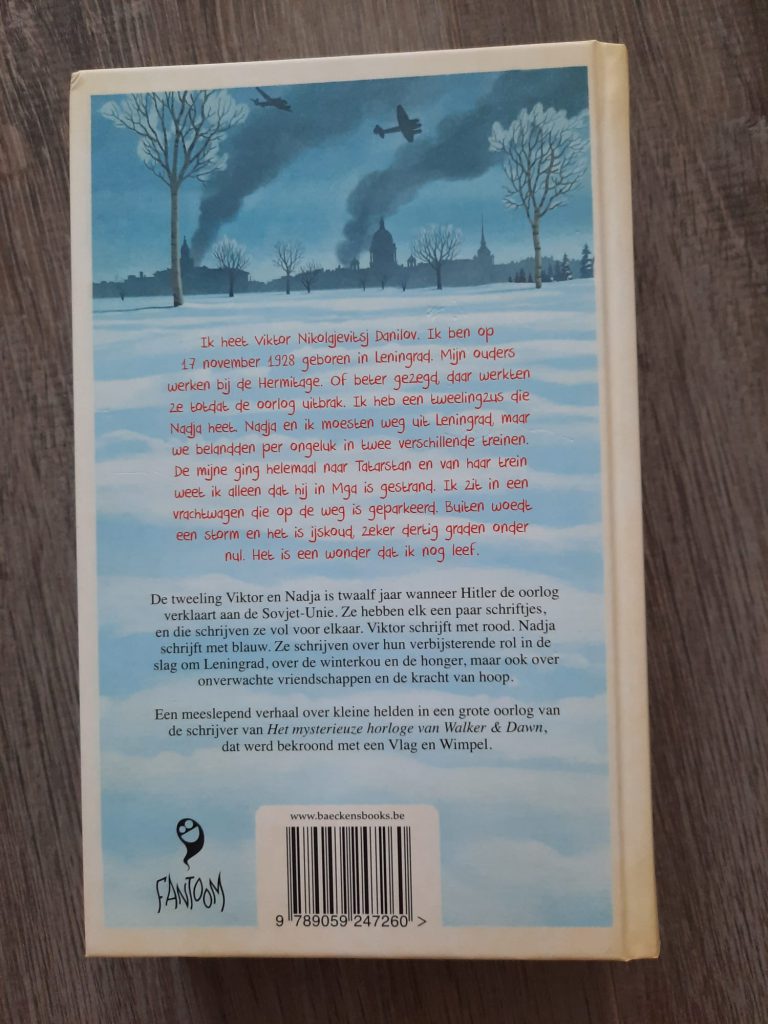 Ik heet Viktor Nikolajevitsj Danilov. Ik ben op
17 november 1928 geboren in Leningrad. Mijn ouders
werken bij de Hermitage. Of beter gezegd, daar werkten
ze totdat de oorlog uitbrak. Ik heb een tweelingzus die
Nadja heet. Nadja en ik moesten weg uit Leningrad, maar
we belandden per ongeluk in twee verschillende treinen.
De mijne ging helemaal naar Tatarstan en van haar trein
weet ik alleen dat hij in Mga is gestrand. Ik zit in een
vrachtwagen die op de weg is geparkeerd. Buiten woedt
een storm en het is ijskoud, zeker dertig graden onder
nul. Het is een wonder dat ik nog leef.
De tweeling Viktor en Nadja is twaalf jaar wanneer Hitler de oorlog
verklaart aan de Sovjet-Unie. Ze hebben elk een paar schriftjes,
en die schrijven ze vol voor elkaar. Viktor schrijft met rood. Nadja
schrijft met blauw. Ze schrijven over hun verbijsterende rol in de
slag om Leningrad, over de winterkou en de honger, maar ook over
onverwachte vriendschappen en de kracht van hoop.
Een meeslepend verhaal over kleine helden in een grote oorlog van
de schrijver van Het mysterieuze horloge van Walker & Dawn,
dat werd bekroond met een Vlag en Wimpel.
FANTOOM
www.baeckensbooks.be
9 789059 247260 >